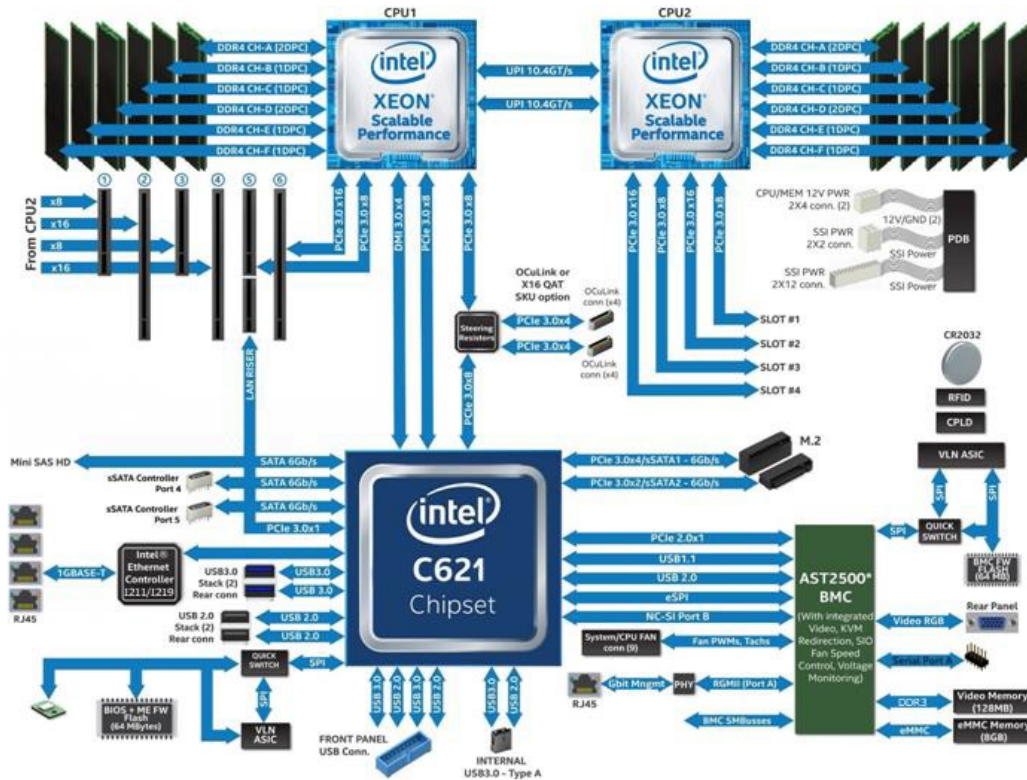 CPU1
CPU2
intel
XEON®
Scalable
Performance
intel
XEON®
Scalable
Performance
DDR4 CH-A (2DPC)
DDR4 CH-B (1DPC)
DDR4 CH-C (1DPC)
DDR4 CH-D (2DPC)
DDR4 CH-E (1DPC)
DDR4 CH-F (1DPC)
UPI 10.4GT/s
UPI 10.4GT/s
DDR4 CH-A (2DPC)
DDR4 CH-B (1DPC)
DDR4 CH-C (1DPC)
DDR4 CH-D (2DPC)
DDR4 CH-E (1DPC)
DDR4 CH-F (1DPC)
1
2
3
4
5
6
From CPU2
x8
x16
x8
x16
PCIe 3.0 x16
PCIe 3.0 x8
DMI 3.0 x4
PCIe 3.0 x8
PCIe 3.0 x8
PCIe 3.0 x16
PCIe 3.0 x8
PCIe 3.0 x16
PCIe 3.0 x8
CPU/MEM 12V PWR
2X4 conn. (2)
12V/GND (2)
SSI PWR
2X2 conn.
SSI Power
SSI PWR
2X12 conn.
SSI Power
PDB
OCuLink or
X16 QAT
SKU option
OCuLink
conn (x4)
Steering
Resistors
PCIe 3.0x4
PCIe 3.0x4
OCuLink
conn (x4)
PCIe 3.0x8
SLOT #1
SLOT #2
SLOT #3
SLOT #4
LAN RISER
CR2032
RFID
CPLD
VLN ASIC
SPI
SPI
SPI
QUICK
SWITCH
BMC FW
FLASH
(64 MB)
Mini SAS HD
SATA 6Gb/s
sSATA Controller
Port 4
SATA 6Gb/s
sSATA Controller
Port 5
SATA 6Gb/s
PCIe 3.0x1
intel
C621
Chipset
PCIe 3.0x4/sSATA1 - 6Gb/s
PCIe 3.0x2/sSATA2 - 6Gb/s
M.2
1GBASE-T
Intel®
Ethernet
Controller
I211/I219
RJ45
USB3.0
Stack (2)
Rear conn
USB3.0
USB 3.0
USB 2.0
Stack (2)
Rear conn
USB 2.0
USB 2.0
PCIe 2.0x1
USB1.1
USB 2.0
eSPI
NC-SI Port B
AST2500*
BMC
(With integrated
Video, KVM
Redirection, SIO
Fan Speed
Control, Voltage
Monitoring)
System/CPU FAN
conn (9)
Fan PWMs, Tachs
RJ45
Gbit Mngmt
PHY
RGMII (Port A)
BMC SMBusses
Rear Panel
Video RGB
Serial Port A
DDR3
Video Memory
(128MB)
eMMC
eMMC Memory
(8GB)
QUICK
SWITCH
SPI
SPI
BIOS + ME FW
Flash
(64 MBytes)
VLN
ASIC
USB3.0
USB 2.0
USB3.0
USB 2.0
USB3.0
USB 2.0
FRONT PANEL
USB Conn.
INTERNAL
USB3.0 - Type A